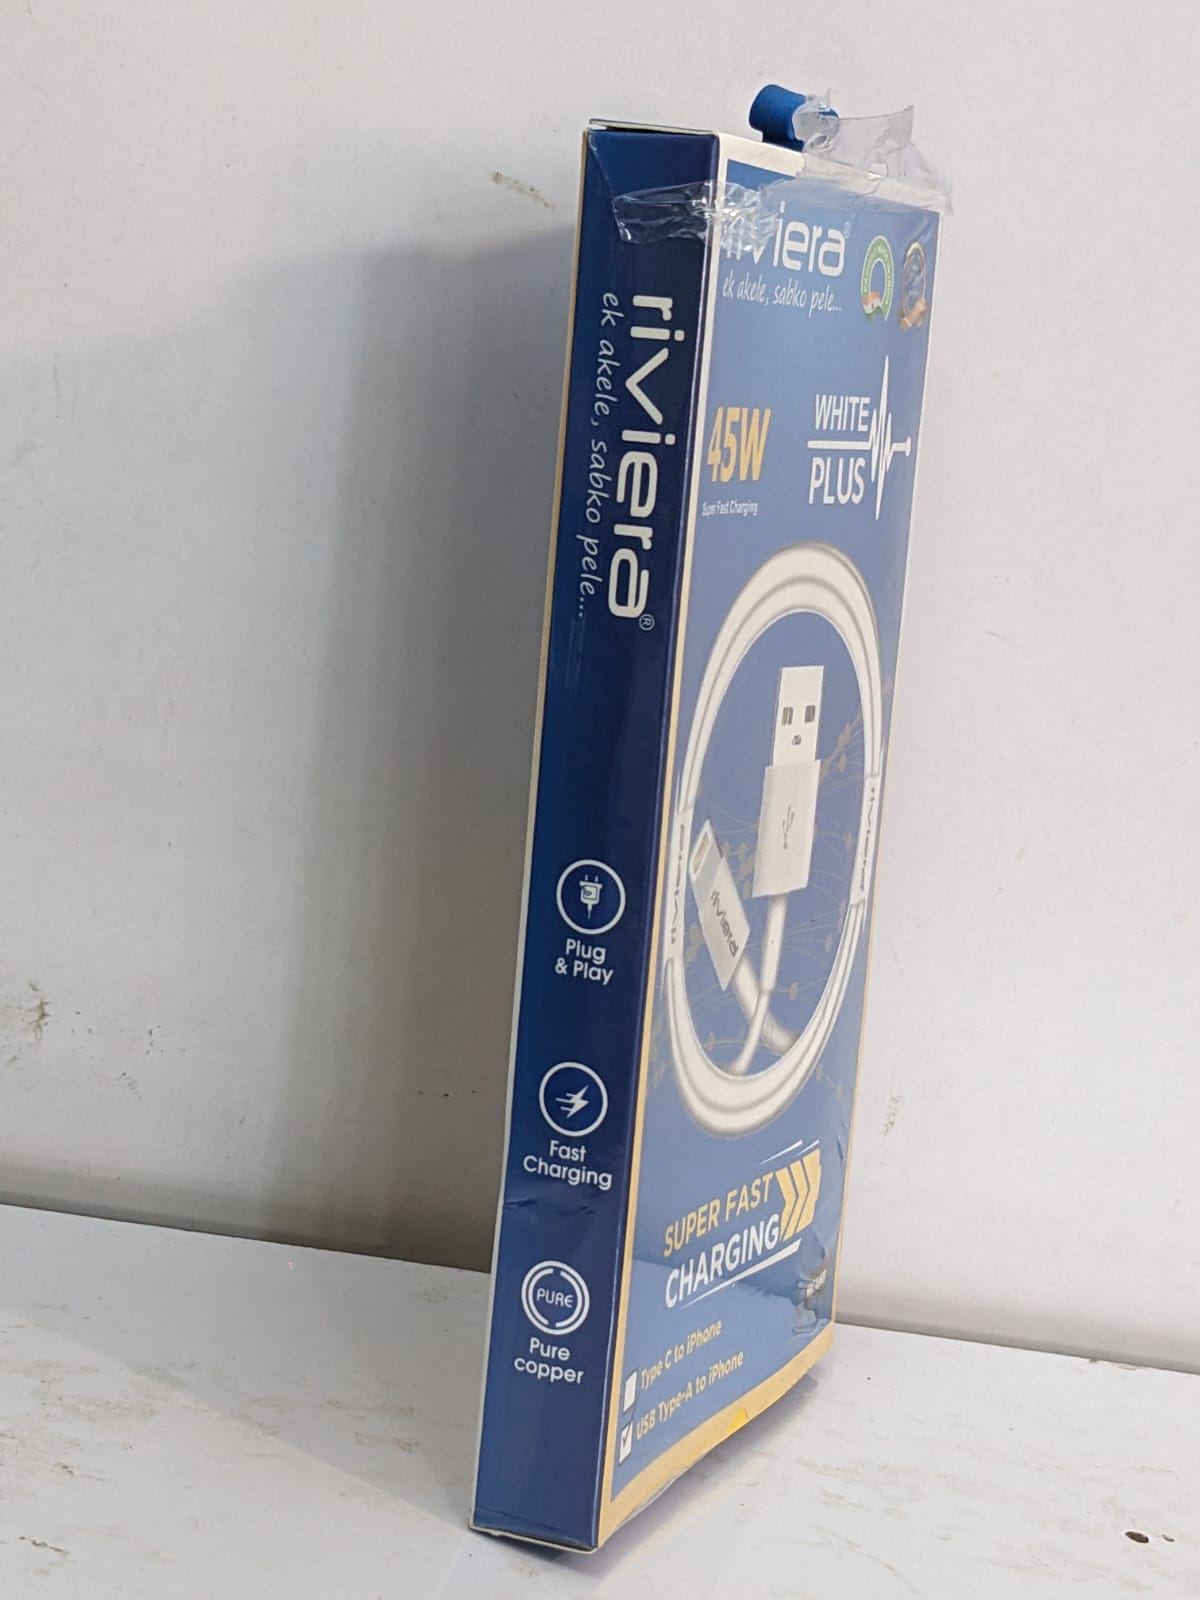 riviera®
ek akele, sabko pele...
Plug
& Play
Fast
Charging
PURE
Pure
copper
riviera®
ek akele, sabko pele...
45W
Super Fast Charging
WHITE
PLUS
riviera
riviera
SUPER FAST
CHARGING
Type C to iPhone
USB Type-A to iPhone